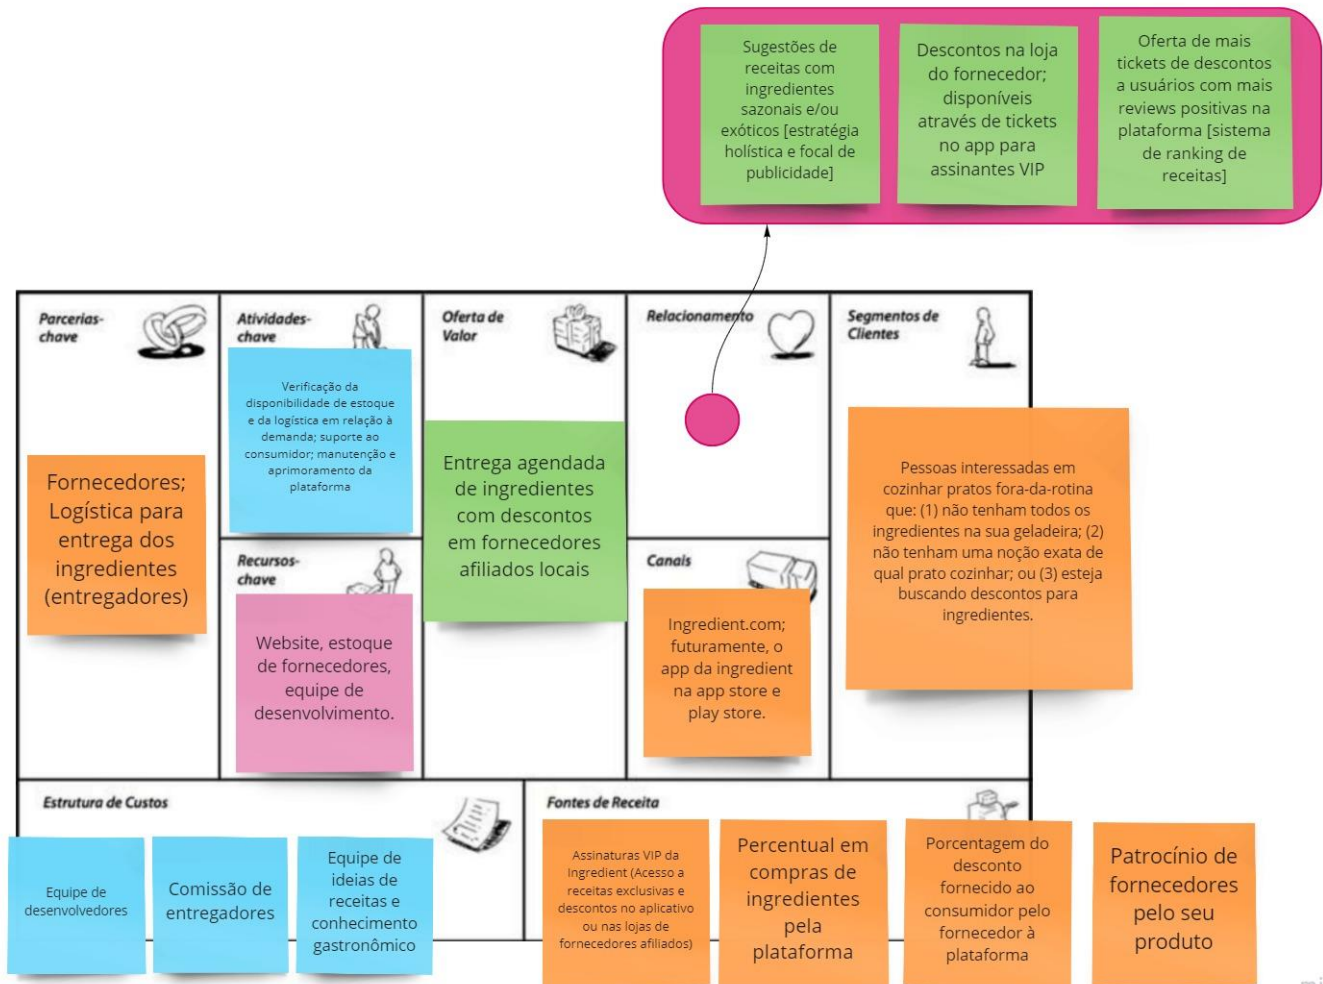 Sugestões de
receitas com
ingredientes
sazonais e/ou
exóticos [estratégia
holística e focal de
publicidade]
Descontos na loja
do fornecedor;
disponíveis
através de tickets
no app para
assinantes VIP
Oferta de mais
tickets de descontos
a usuários com mais
reviews positivas na
plataforma [sistema
de ranking de
receitas]
Parcerias-
chave
Fornecedores;
Logística para
entrega dos
ingredientes
(entregadores)
Atividades-
chave
Verificação da
disponibilidade de estoque
e da logística em relação à
demanda; suporte ao
consumidor; manutenção e
aprimoramento da
plataforma
Recursos-
chave
Website, estoque
de fornecedores,
equipe de
desenvolvimento.
Oferta de
Valor
Entrega agendada
de ingredientes
com descontos
em fornecedores
afiliados locais
Relacionamento
Canais
Ingredient.com;
futuramente, o
app da ingredient
na app store e
play store.
Segmentos de
Clientes
Pessoas interessadas em
cozinhar pratos fora-da-rotina
que: (1) não tenham todos os
ingredientes na sua geladeira; (2)
não tenham uma noção exata de
qual prato cozinhar; ou (3) esteja
buscando descontos para
ingredientes.
Estrutura de Custos
Equipe de
desenvolvedores
Comissão de
entregadores
Equipe de
ideias de
receitas e
conhecimento
gastronômico
Fontes de Receita
Assinaturas VIP da
Ingredient (Acesso a
receitas exclusivas e
descontos no aplicativo
ou nas lojas de
fornecedores afiliados)
Percentual em
compras de
ingredientes
pela
plataforma
Porcentagem do
desconto
fornecido ao
consumidor pelo
fornecedor à
plataforma
Patrocínio de
fornecedores
pelo seu
produto